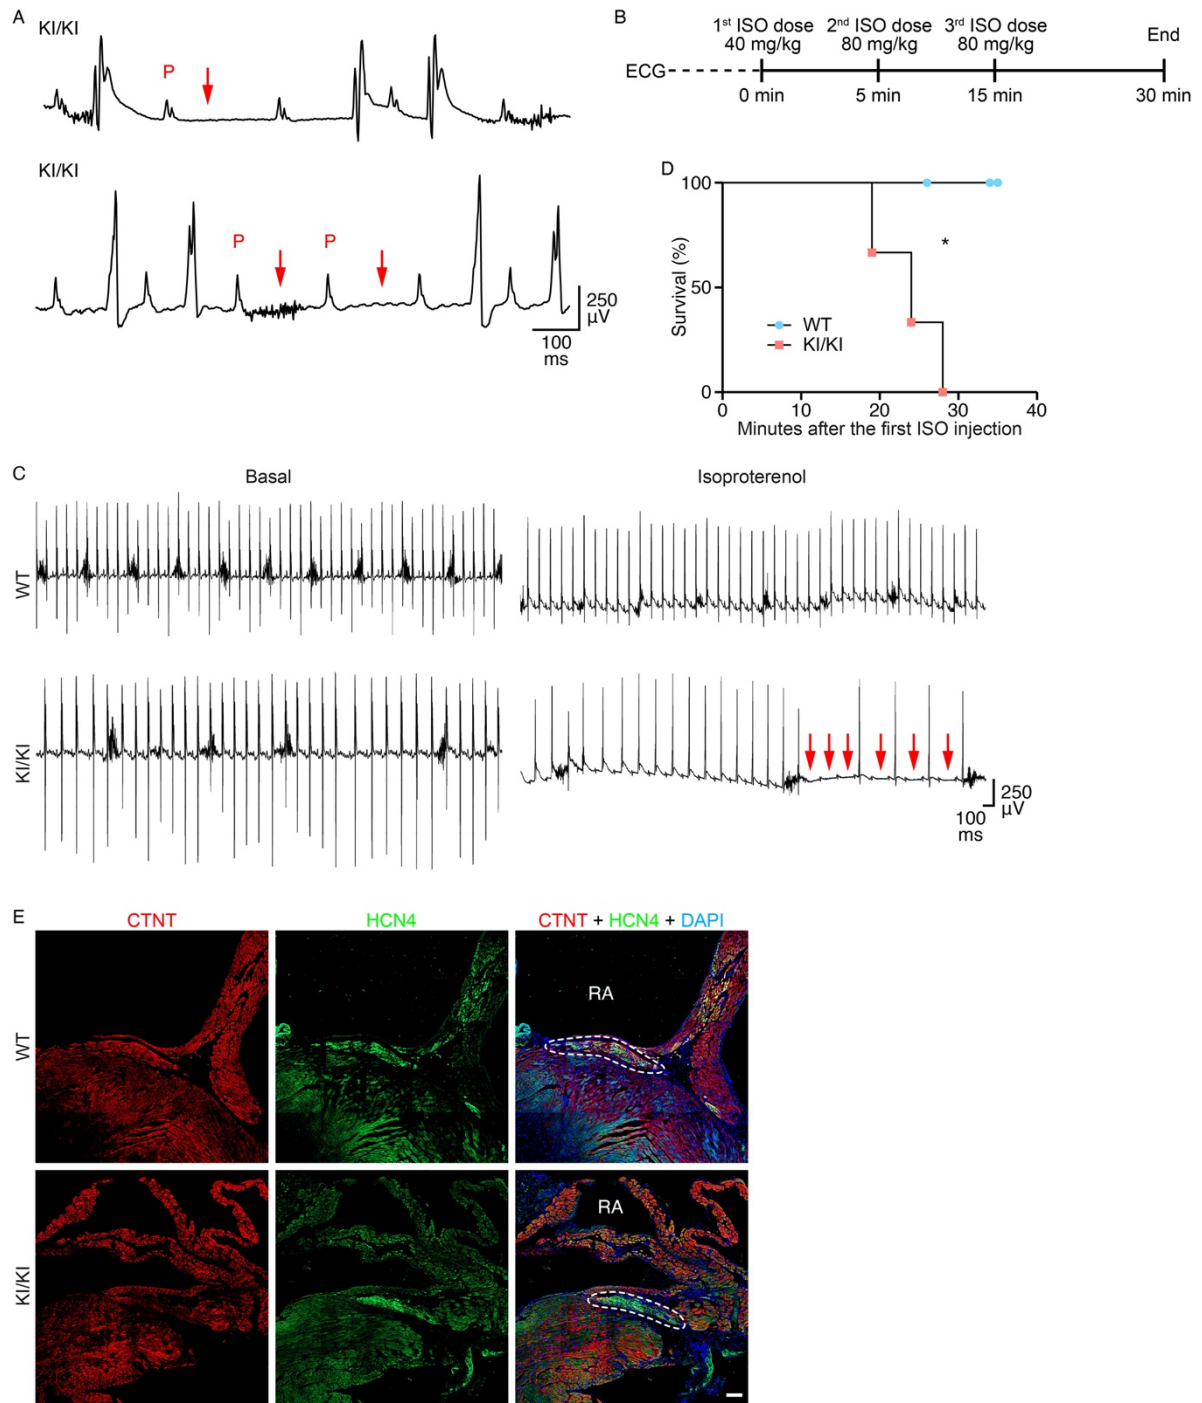 A
KI/KI
P
KI/KI
P
P
250
µV
100
ms
B
1st ISO dose
40 mg/kg
2nd ISO dose
80 mg/kg
3rd ISO dose
80 mg/kg
End
ECG
0 min
5 min
15 min
30 min
D
100
50
0
Survival (%)
*
WT
KI/KI
0
10
20
30
40
Minutes after the first ISO injection
C
Basal
Isoproterenol
WT
KI/KI
250
µV
100
ms
E
CTNT
HCN4
CTNT + HCN4 + DAPI
WT
RA
KI/KI
RA